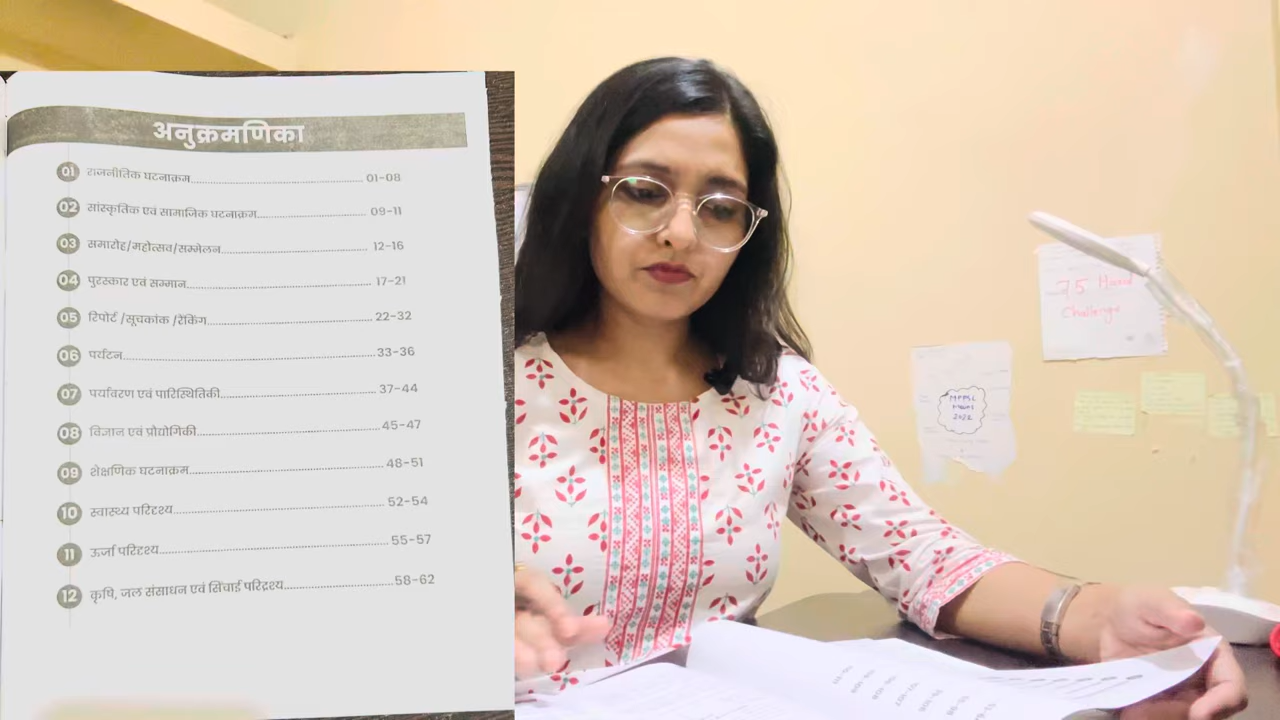 अनुक्रमणिका
01 राजनीतिक घटनाक्रम 01-08
02 सांस्कृतिक एवं सामाजिक घटनाक्रम 09-11
03 समारोह/महोत्सव/सम्मेलन 12-16
04 पुरस्कार एवं सम्मान 17-21
05 रिपोर्ट /सूचकांक /रैंकिंग 22-32
06 पर्यटन 33-36
07 पर्यावरण एवं पारिस्थितिकी 37-44
08 विज्ञान एवं प्रौद्योगिकी 45-47
09 शैक्षणिक घटनाक्रम 48-51
10 स्वास्थ्य परिदृश्य 52-54
11 ऊर्जा परिदृश्य 55-57
12 कृषि, जल संसाधन एवं सिंचाई परिदृश्य 58-62
75 Hard
Challenge
MPPSC
MAINS
2022